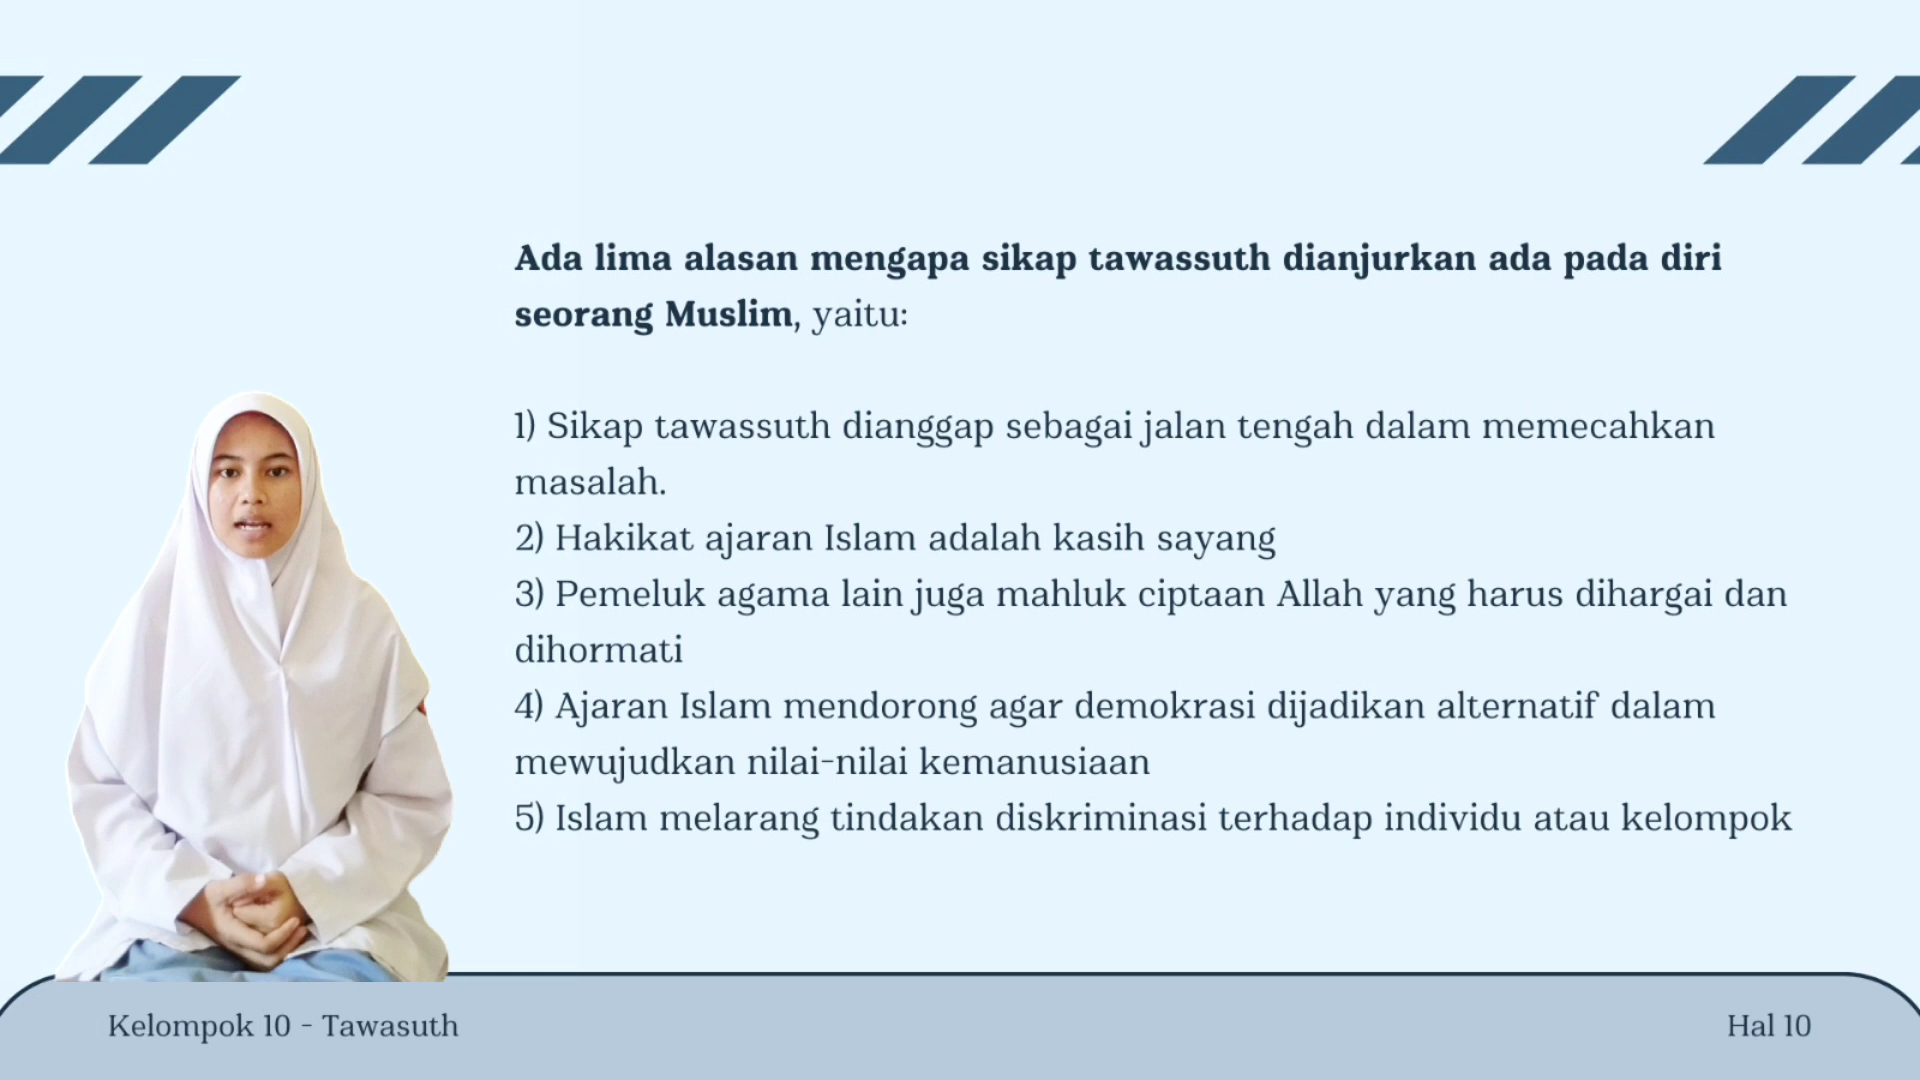 Ada lima alasan mengapa sikap tawassuth dianjurkan ada pada diri
seorang Muslim, yaitu:
1) Sikap tawassuth dianggap sebagai jalan tengah dalam memecahkan
masalah.
2) Hakikat ajaran Islam adalah kasih sayang
3) Pemeluk agama lain juga mahluk ciptaan Allah yang harus dihargai dan
dihormati
4) Ajaran Islam mendorong agar demokrasi dijadikan alternatif dalam
mewujudkan nilai-nilai kemanusiaan
5) Islam melarang tindakan diskriminasi terhadap individu atau kelompok
Kelompok 10 - Tawasuth
Hal 10